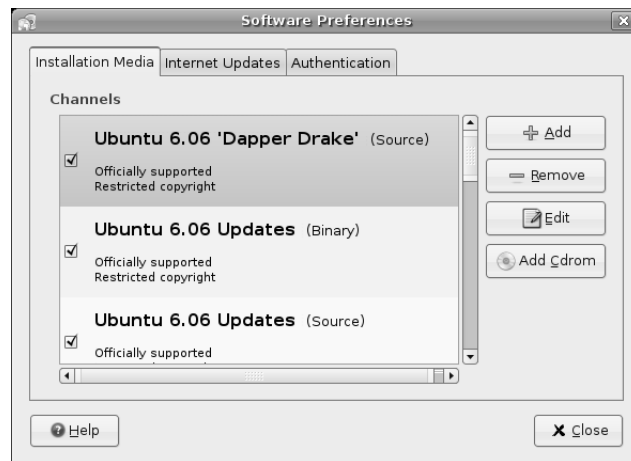 Software Preferences
Installation Media Internet Updates Authentication
Channels
Ubuntu 6.06 'Dapper Drake' (Source)
Officially supported
Restricted copyright
Ubuntu 6.06 Updates (Binary)
Officially supported
Restricted copyright
Ubuntu 6.06 Updates (Source)
Officially supported
Add
Remove
Edit
Add Cdrom
Help
Close